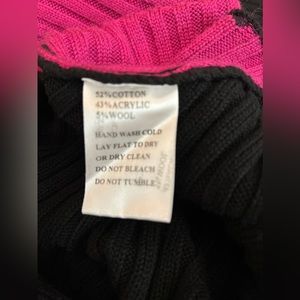 52%COTTON
43%ACRYLIC
5%WOOL
HAND WASH COLD
LAY FLAT TO DRY
OR DRY CLEAN
DO NOT BLEACH
DO NOT TUMBLE